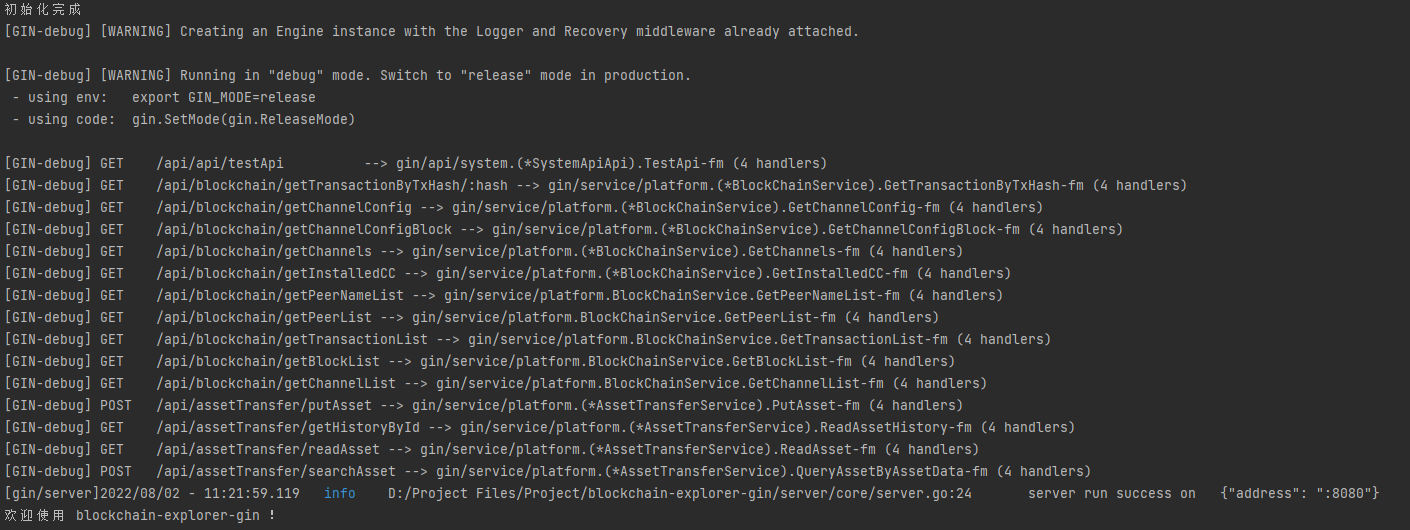 初始化完成
[GIN-debug] [WARNING] Creating an Engine instance with the Logger and Recovery middleware already attached.
[GIN-debug] [WARNING] Running in "debug" mode. Switch to "release" mode in production.
- using env: export GIN_MODE=release
- using code: gin.SetMode(gin.ReleaseMode)
[GIN-debug] GET /api/api/testApi --> gin/api/system.(*SystemApiApi).TestApi-fm (4 handlers)
[GIN-debug] GET /api/blockchain/getTransactionByTxHash/:hash --> gin/service/platform.(*BlockChainService).GetTransactionByTxHash-fm (4 handlers)
[GIN-debug] GET /api/blockchain/getChannelConfig --> gin/service/platform.(*BlockChainService).GetChannelConfig-fm (4 handlers)
[GIN-debug] GET /api/blockchain/getChannelConfigBlock --> gin/service/platform.(*BlockChainService).GetChannelConfigBlock-fm (4 handlers)
[GIN-debug] GET /api/blockchain/getChannels --> gin/service/platform.(*BlockChainService).GetChannels-fm (4 handlers)
[GIN-debug] GET /api/blockchain/getInstalledCC --> gin/service/platform.(*BlockChainService).GetInstalledCC-fm (4 handlers)
[GIN-debug] GET /api/blockchain/getPeerNameList --> gin/service/platform.BlockChainService.GetPeerNameList-fm (4 handlers)
[GIN-debug] GET /api/blockchain/getPeerList --> gin/service/platform.BlockChainService.GetPeerList-fm (4 handlers)
[GIN-debug] GET /api/blockchain/getTransactionList --> gin/service/platform.BlockChainService.GetTransactionList-fm (4 handlers)
[GIN-debug] GET /api/blockchain/getBlockList --> gin/service/platform.BlockChainService.GetBlockList-fm (4 handlers)
[GIN-debug] GET /api/blockchain/getChannelList --> gin/service/platform.BlockChainService.GetChannelList-fm (4 handlers)
[GIN-debug] POST /api/assetTransfer/putAsset --> gin/service/platform.(*AssetTransferService).PutAsset-fm (4 handlers)
[GIN-debug] GET /api/assetTransfer/getHistoryById --> gin/service/platform.(*AssetTransferService).ReadAssetHistory-fm (4 handlers)
[GIN-debug] GET /api/assetTransfer/readAsset --> gin/service/platform.(*AssetTransferService).ReadAsset-fm (4 handlers)
[GIN-debug] POST /api/assetTransfer/searchAsset --> gin/service/platform.(*AssetTransferService).QueryAssetByAssetData-fm (4 handlers)
[gin/server]2022/08/02 - 11:21:59.119 info D:/Project Files/Project/blockchain-explorer-gin/server/core/server.go:24 server run success on {"address": ":8080"}
欢迎使用 blockchain-explorer-gin !